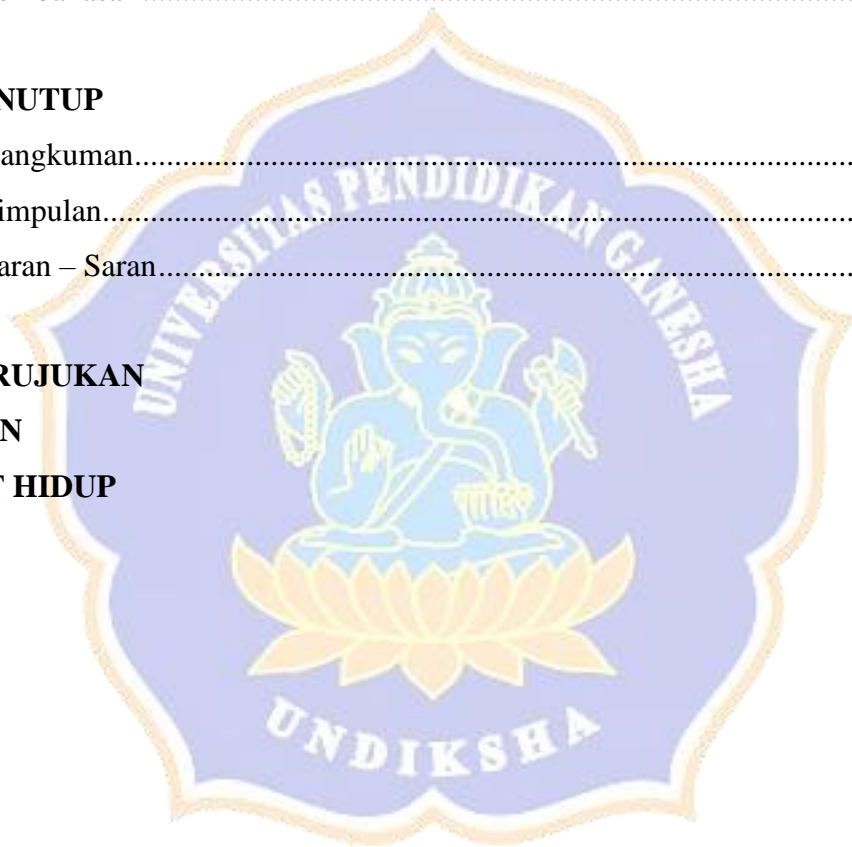 NUTUP
angkuman
impulan
aran – Saran
UNIVERSITAS PENDIDIKAN GANESHA
RUJUKAN
N
T HIDUP
UNDIKSHA